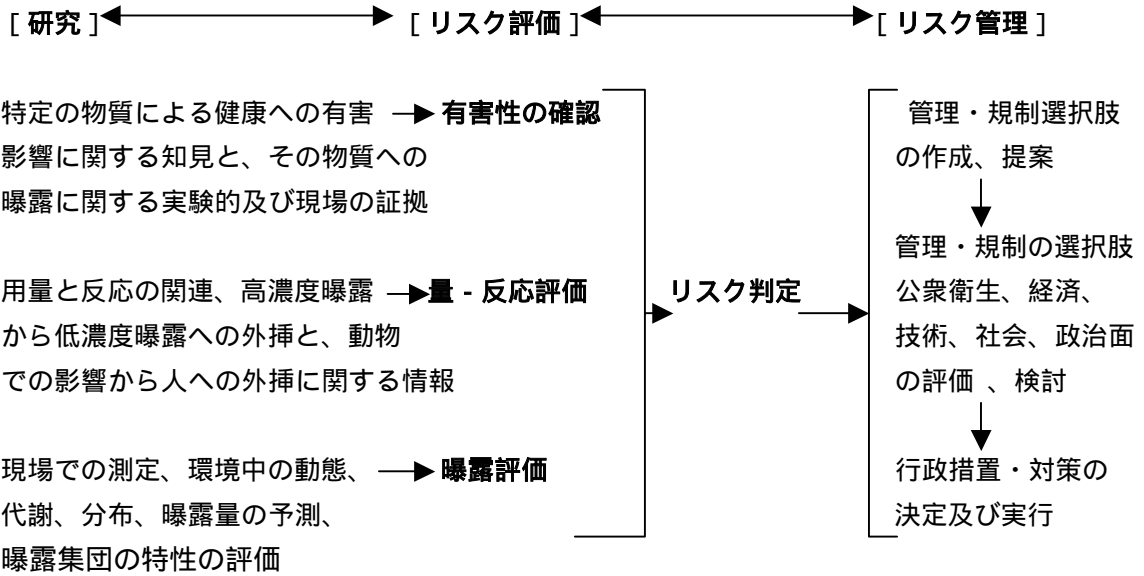 [ 研究 ] [ リスク評価 ] [ リスク管理 ]
特定の物質による健康への有害 有害性の確認
影響に関する知見と、その物質への
曝露に関する実験的及び現場の証拠
用量と反応の関連、高濃度曝露 量‐反応評価
から低濃度曝露への外挿と、動物
での影響から人への外挿に関する情報
現場での測定、環境中の動態、 曝露評価
代謝、分布、曝露量の予測、
曝露集団の特性の評価
リスク判定
管理・規制選択肢
の作成、提案
管理・規制の選択肢
公衆衛生、経済、
技術、社会、政治面
の評価 、検討
行政措置・対策の
決定及び実行